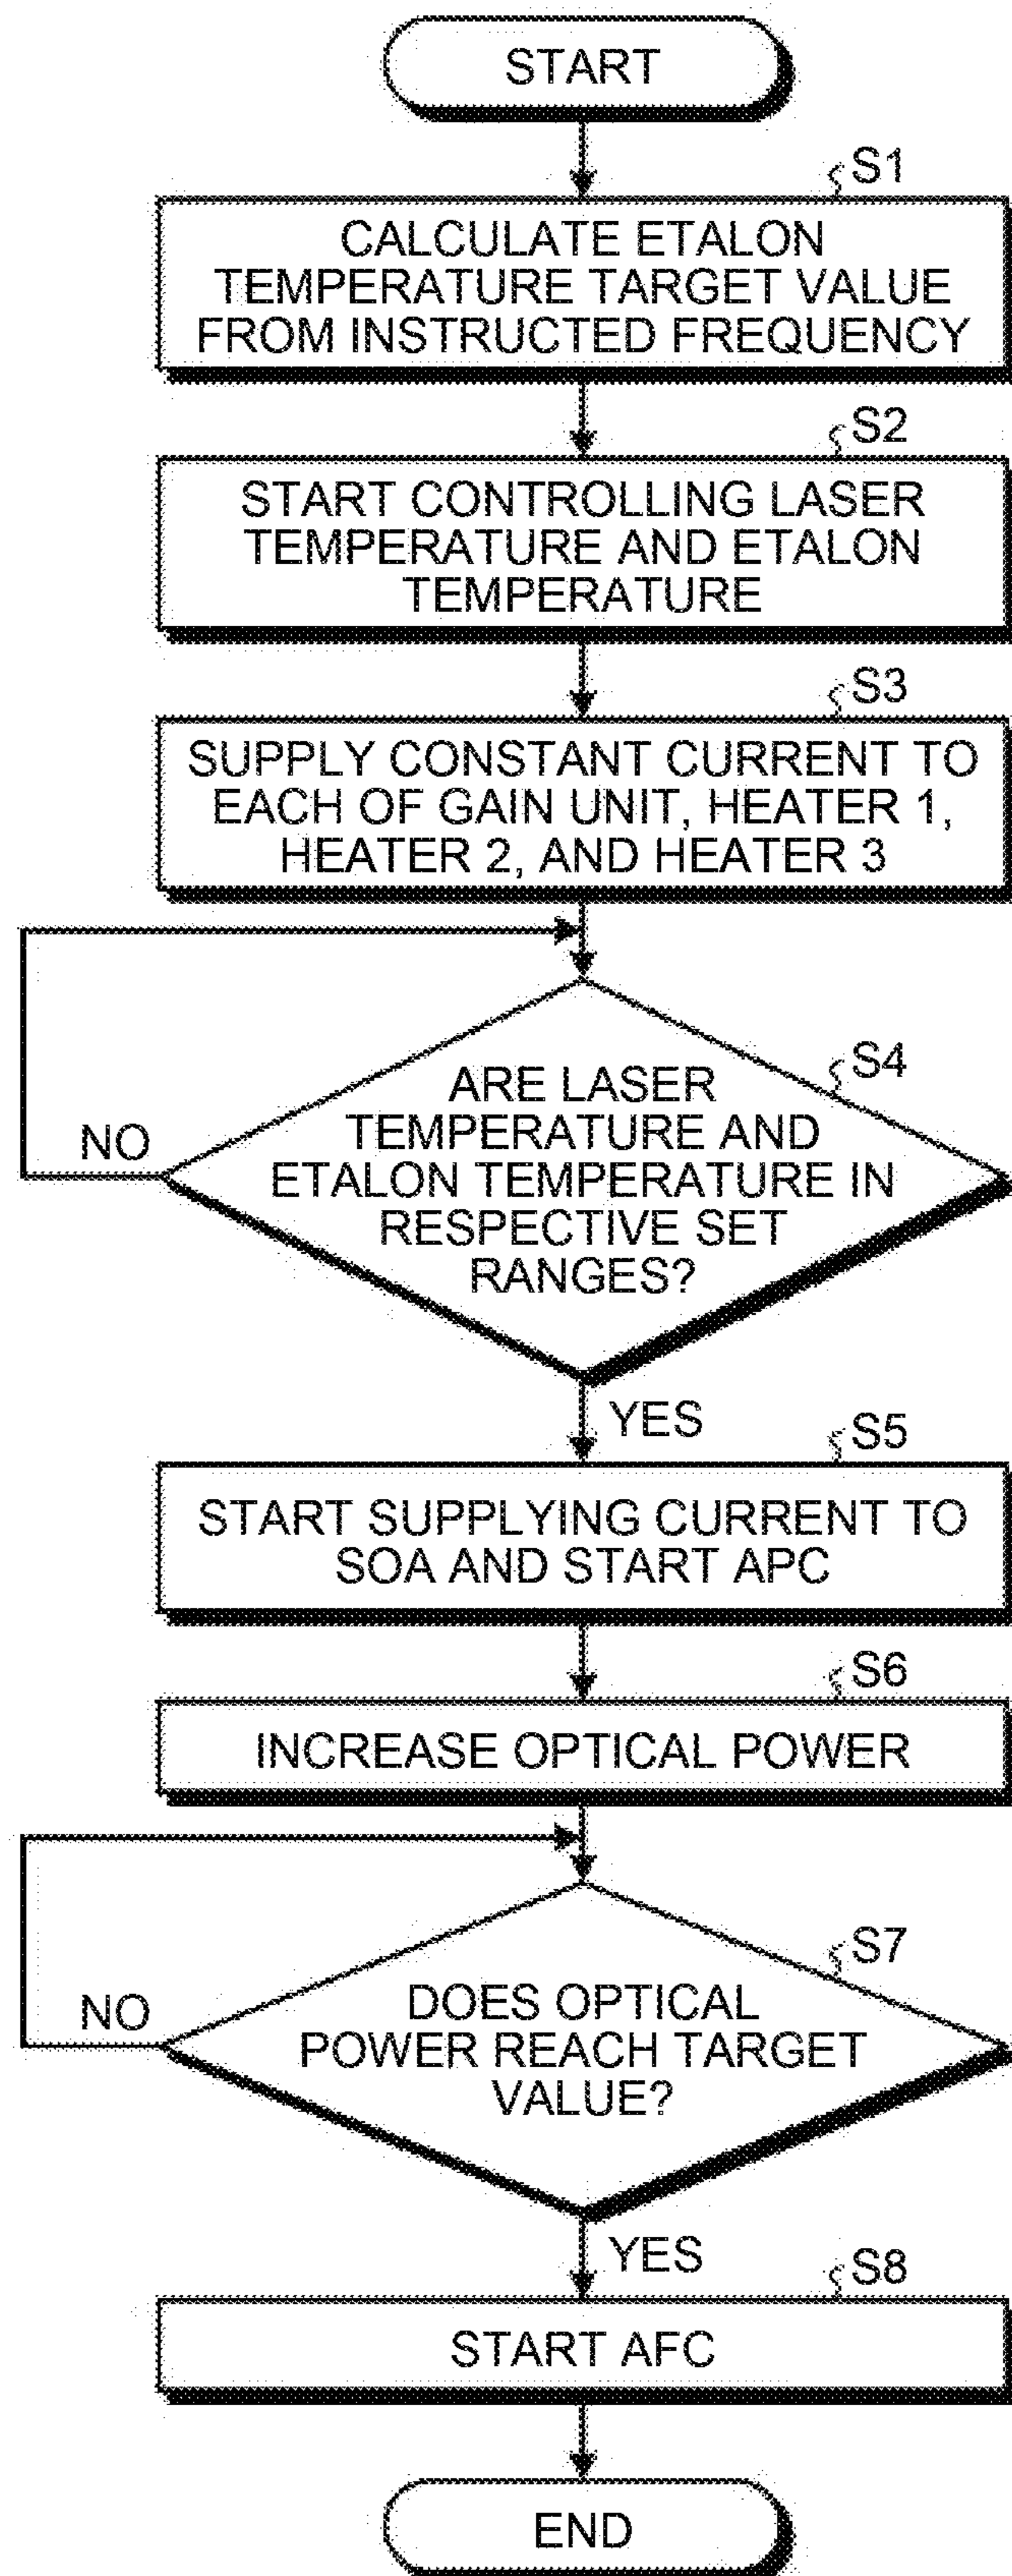 START
S1
CALCULATE ETALON
TEMPERATURE TARGET VALUE
FROM INSTRUCTED FREQUENCY
S2
START CONTROLLING LASER
TEMPERATURE AND ETALON
TEMPERATURE
S3
SUPPLY CONSTANT CURRENT TO
EACH OF GAIN UNIT, HEATER 1,
HEATER 2, AND HEATER 3
S4
ARE LASER
TEMPERATURE AND
ETALON TEMPERATURE IN
RESPECTIVE SET
RANGES?
NO
YES
S5
START SUPPLYING CURRENT TO
SOA AND START APC
S6
INCREASE OPTICAL POWER
S7
DOES OPTICAL
POWER REACH TARGET
VALUE?
NO
YES
S8
START AFC
END